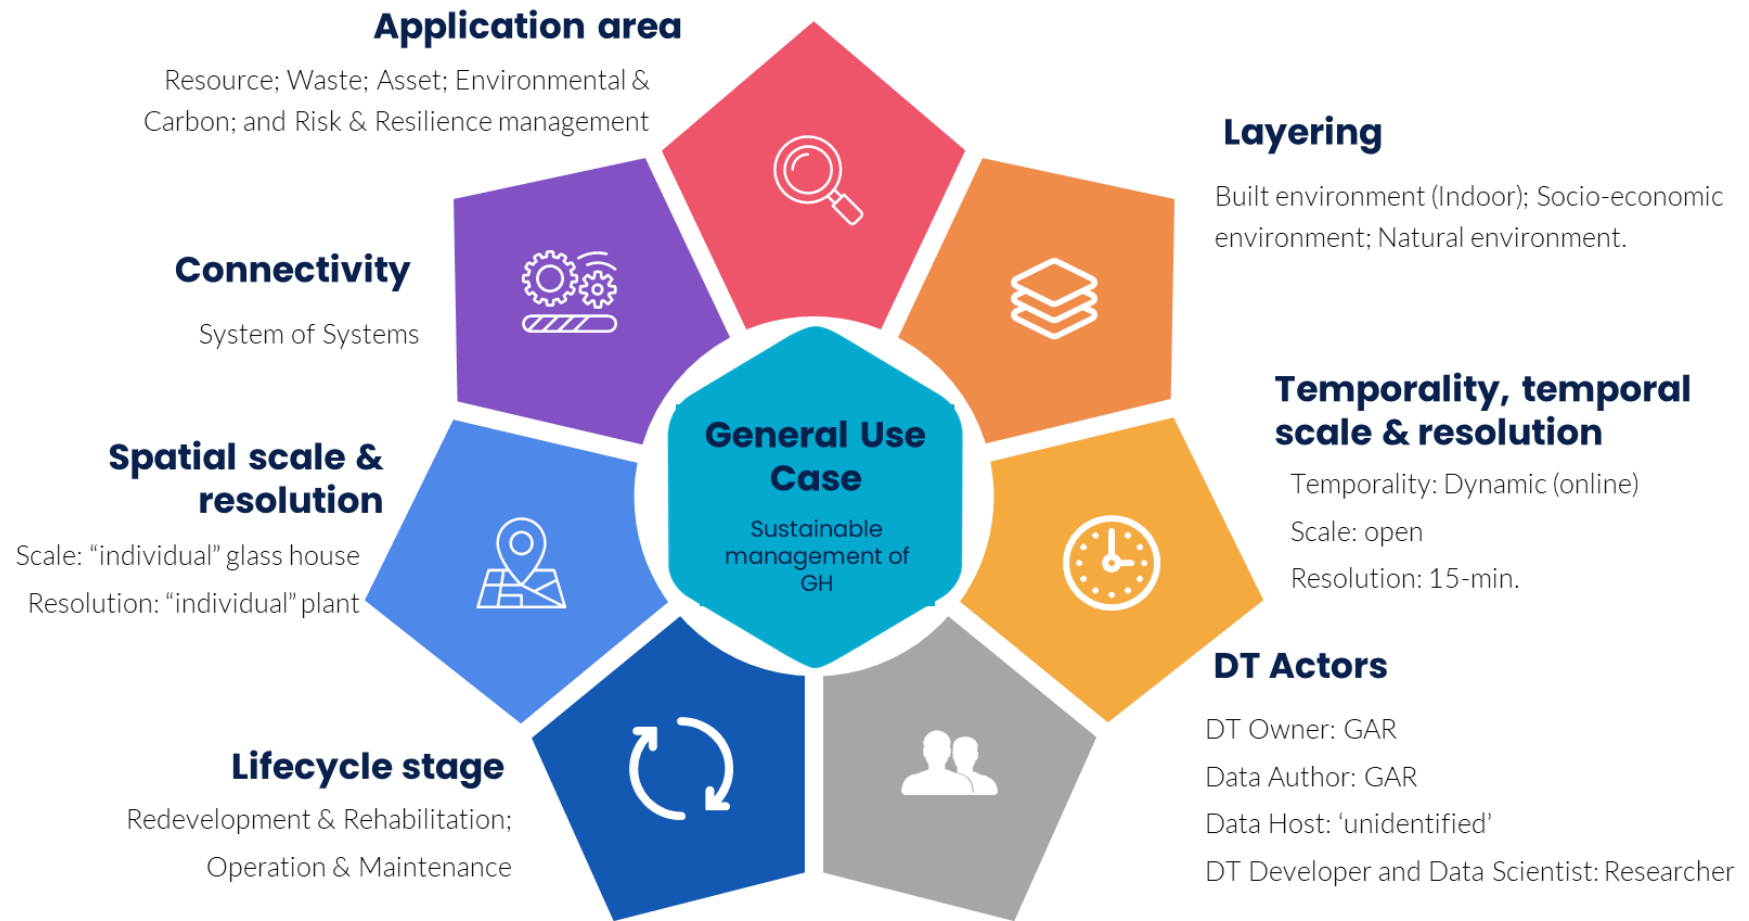 Application area
Resource; Waste; Asset; Environmental &
Carbon; and Risk & Resilience management
Layering
Built environment (Indoor); Socio-economic
environment; Natural environment.
Connectivity
System of Systems
Temporality, temporal
scale & resolution
Temporality: Dynamic (online)
Scale: open
Resolution: 15-min.
General Use
Case
Sustainable
management of
GH
Spatial scale &
resolution
Scale: “individual” glass house
Resolution: “individual” plant
DT Actors
DT Owner: GAR
Data Author: GAR
Data Host: ‘unidentified’
DT Developer and Data Scientist: Researcher
Lifecycle stage
Redevelopment & Rehabilitation;
Operation & Maintenance